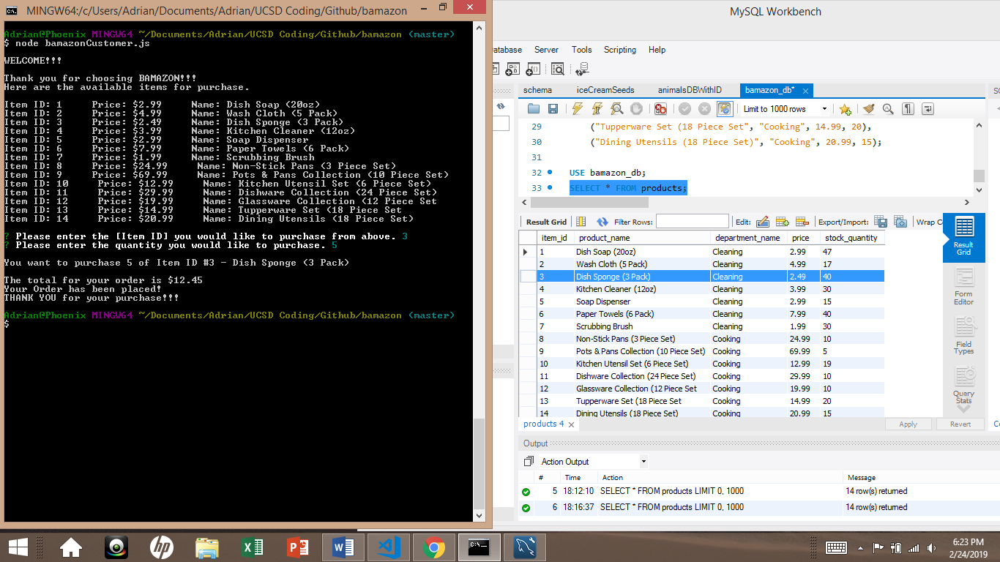 MINGW64:/c/Users/Adrian/Documents/Adrian/UCSD Coding/Github/bamazon
Adrian@Phoenix MINGW64 ~/Documents/Adrian/UCSD Coding/Github/bamazon (master)
$ node bamazonCustomer.js
WELCOME!!!
Thank you for choosing BAMAZON!!!
Here are the available items for purchase.
Item ID: 1 Price: $2.99 Name: Dish Soap (20oz)
Item ID: 2 Price: $4.99 Name: Wash Cloth (5 Pack)
Item ID: 3 Price: $2.49 Name: Dish Sponge (3 Pack)
Item ID: 4 Price: $3.99 Name: Kitchen Cleaner (12oz)
Item ID: 5 Price: $2.99 Name: Soap Dispenser
Item ID: 6 Price: $7.99 Name: Paper Towels (6 Pack)
Item ID: 7 Price: $1.99 Name: Scrubbing Brush
Item ID: 8 Price: $24.99 Name: Non-Stick Pans (3 Piece Set)
Item ID: 9 Price: $69.99 Name: Pots & Pans Collection (10 Piece Set)
Item ID: 10 Price: $12.99 Name: Kitchen Utensil Set (6 Piece Set)
Item ID: 11 Price: $29.99 Name: Dishware Collection (24 Piece Set)
Item ID: 12 Price: $19.99 Name: Glassware Collection (12 Piece Set
Item ID: 13 Price: $14.99 Name: Tupperware Set (18 Piece Set
Item ID: 14 Price: $20.99 Name: Dining Utensils (18 Piece Set)
? Please enter the [Item ID] you would like to purchase from above. 3
? Please enter the quantity you would like to purchase. 5
You want to purchase 5 of Item ID #3 - Dish Sponge (3 Pack)
The total for your order is $12.45
Your Order has been placed!
THANK YOU for your purchase!!!
Adrian@Phoenix MINGW64 ~/Documents/Adrian/UCSD Coding/Github/bamazon (master)
$
MySQL Workbench
atabase Server Tools Scripting Help
schema iceCreamSeeds animalsDBWithID bamazon_db*
Limit to 1000 rows
29 ("Tupperware Set (18 Piece Set", "Cooking", 14.99, 20),
30 ("Dining Utensils (18 Piece Set)", "Cooking", 20.99, 15);
31
32 USE bamazon_db;
33 SELECT * FROM products;
Result Grid Filter Rows: Edit: Export/Import: Wrap C
item_id product_name department_name price stock_quantity
1 Dish Soap (20oz) Cleaning 2.99 47
2 Wash Cloth (5 Pack) Cleaning 4.99 17
3 Dish Sponge (3 Pack) Cleaning 2.49 40
4 Kitchen Cleaner (12oz) Cleaning 3.99 30
5 Soap Dispenser Cleaning 2.99 15
6 Paper Towels (6 Pack) Cleaning 7.99 40
7 Scrubbing Brush Cleaning 1.99 30
8 Non-Stick Pans (3 Piece Set) Cooking 24.99 10
9 Pots & Pans Collection (10 Piece Set) Cooking 69.99 5
10 Kitchen Utensil Set (6 Piece Set) Cooking 12.99 19
11 Dishware Collection (24 Piece Set) Cooking 29.99 10
12 Glassware Collection (12 Piece Set Cooking 19.99 10
13 Tupperware Set (18 Piece Set Cooking 14.99 20
14 Dining Utensils (18 Piece Set) Cooking 20.99 15
Result
Grid
Form
Editor
Field
Types
Query
Stats
products 4 Apply Revert
Output
Action Output
# Time Action Message
5 18:12:10 SELECT * FROM products LIMIT 0, 1000 14 row(s) returned
6 18:16:37 SELECT * FROM products LIMIT 0, 1000 14 row(s) returned
6:23 PM
2/24/2019